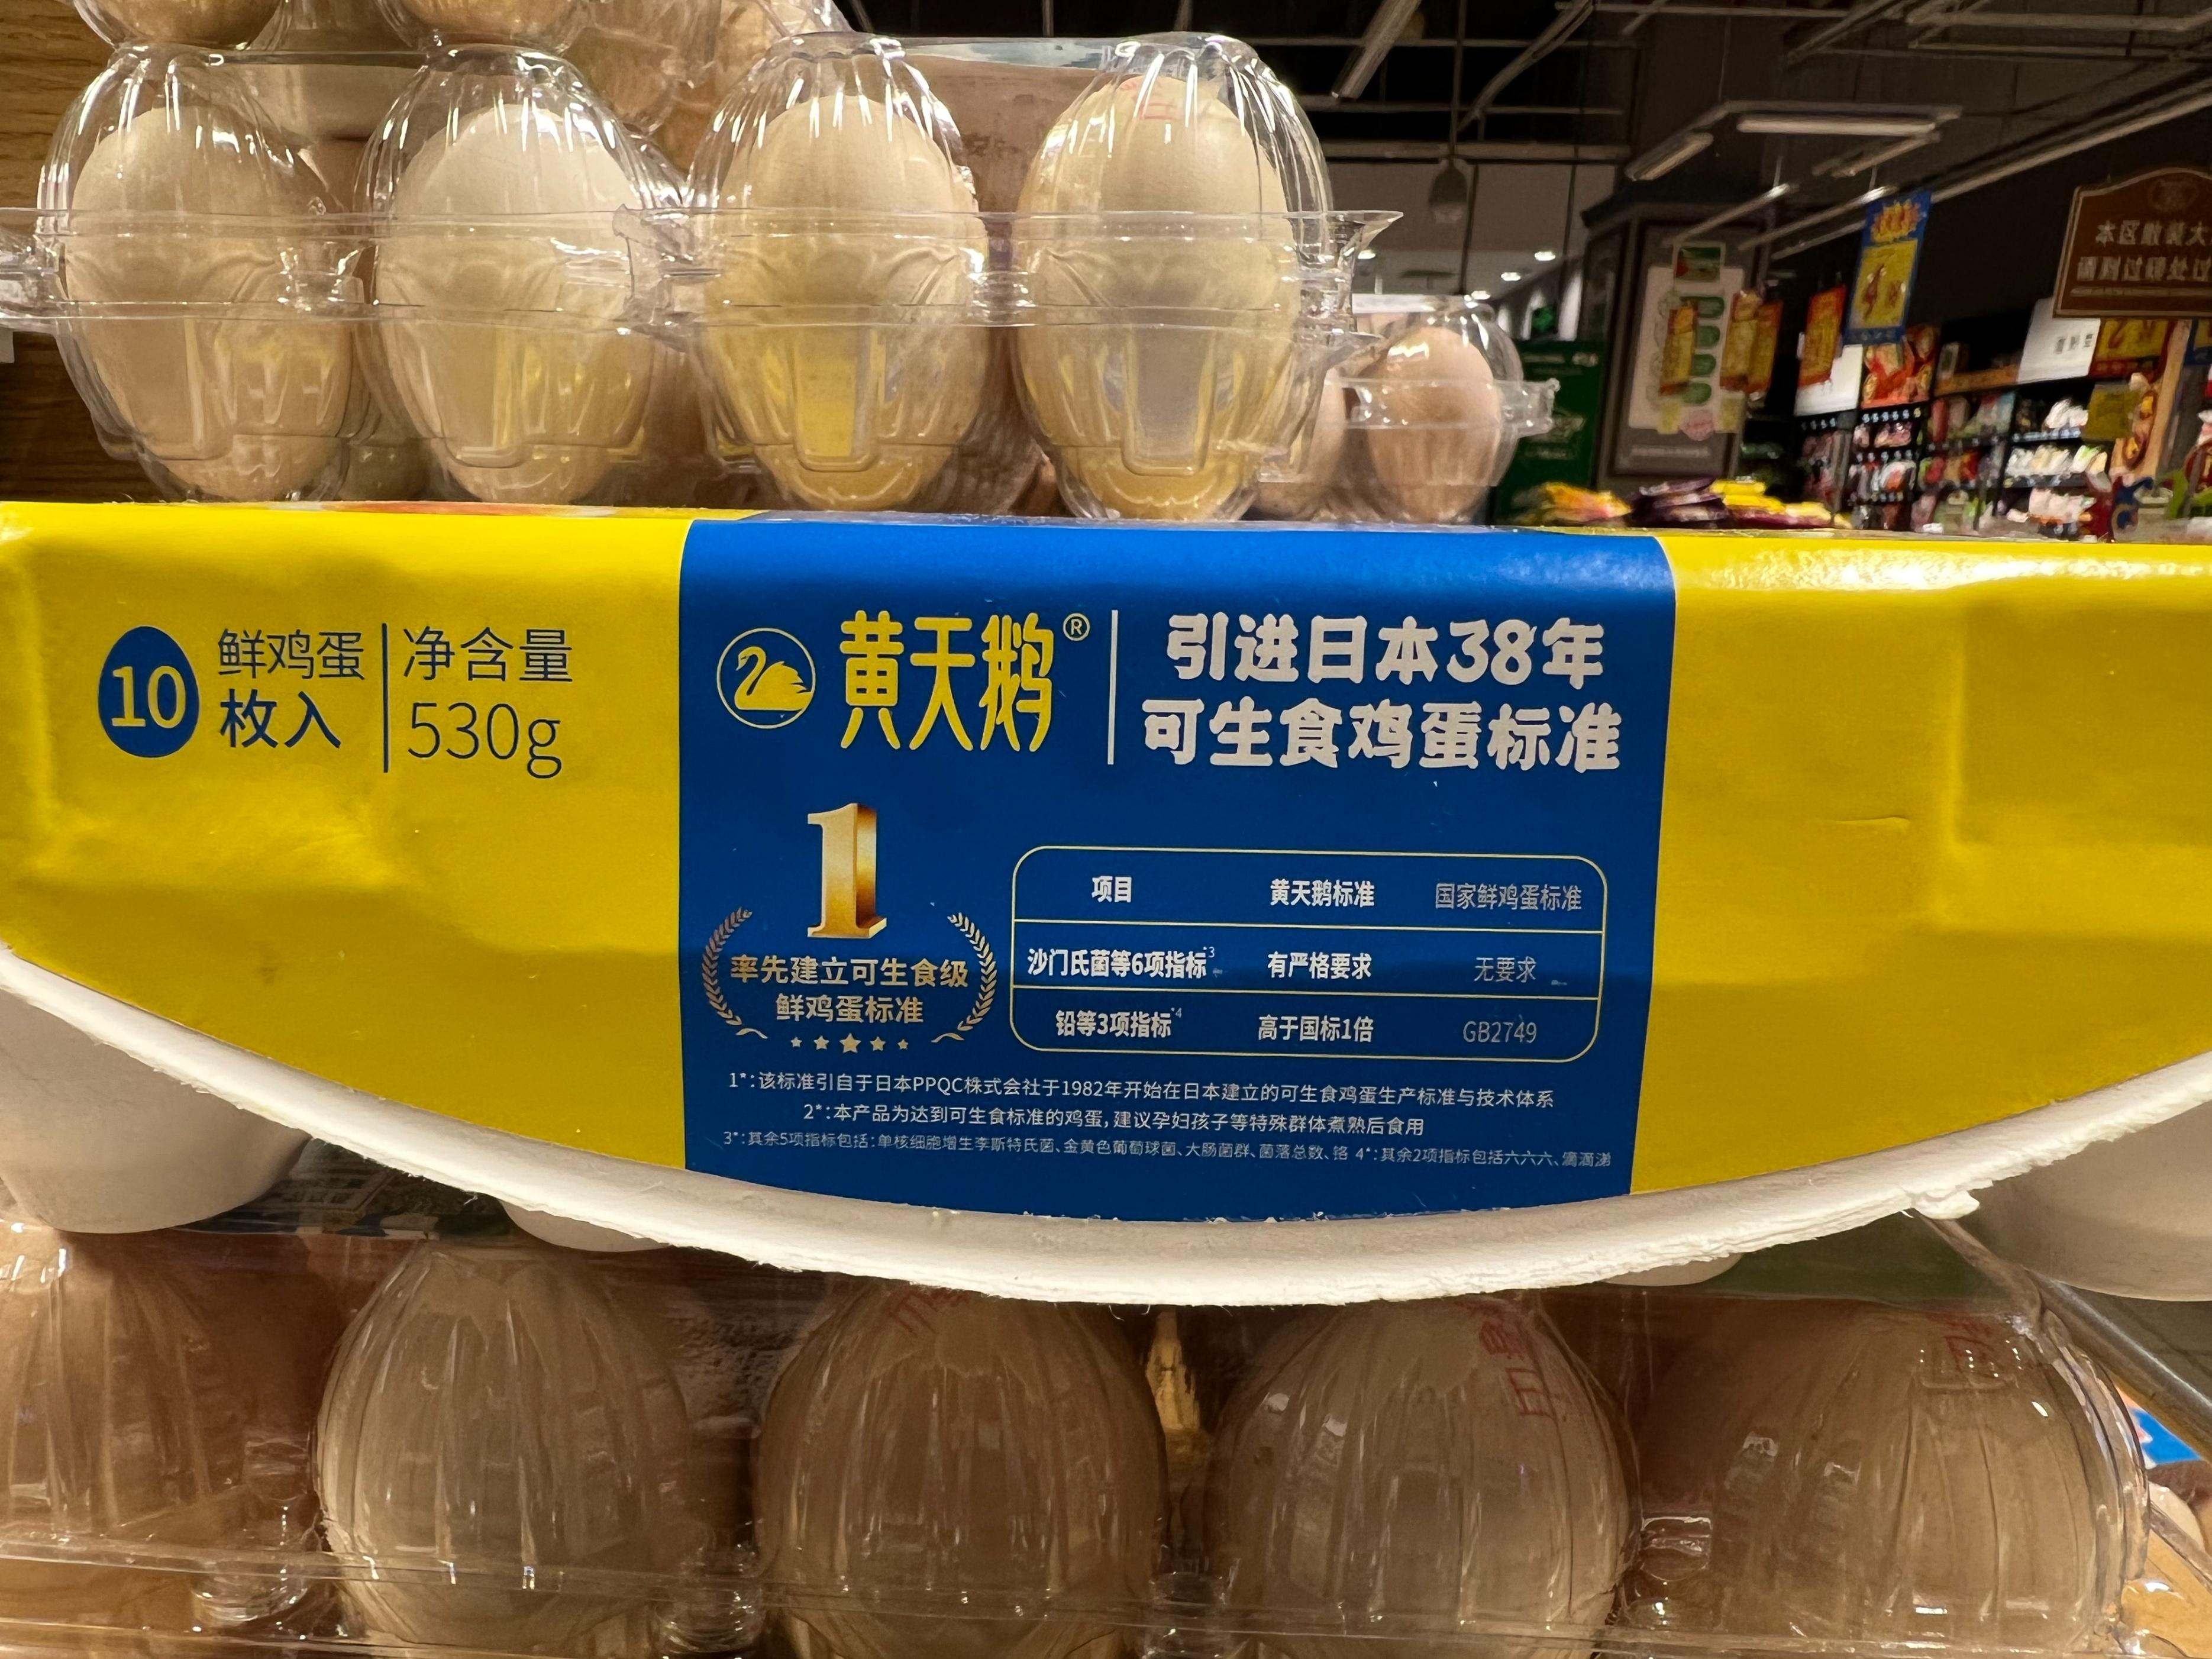 10
鲜鸡蛋
枚入
净含量
530g
黄天鹅®
引进日本38年
可生食鸡蛋标准
1
率先建立可生食级
鲜鸡蛋标准
项目 黄天鹅标准 国家鲜鸡蛋标准
沙门氏菌等6项指标*3 有严格要求 无要求
铅等3项指标*4 高于国标1倍 GB2749
1*:该标准引自于日本PPQC株式会社于1982年开始在日本建立的可生食鸡蛋生产标准与技术体系
2*:本产品为达到可生食标准的鸡蛋,建议孕妇孩子等特殊群体煮熟后食用
3*:其余5项指标包括:单核细胞增生李斯特氏菌、金黄色葡萄球菌、大肠菌群、菌落总数、铬 4*:其余2项指标包括六六六、滴滴涕